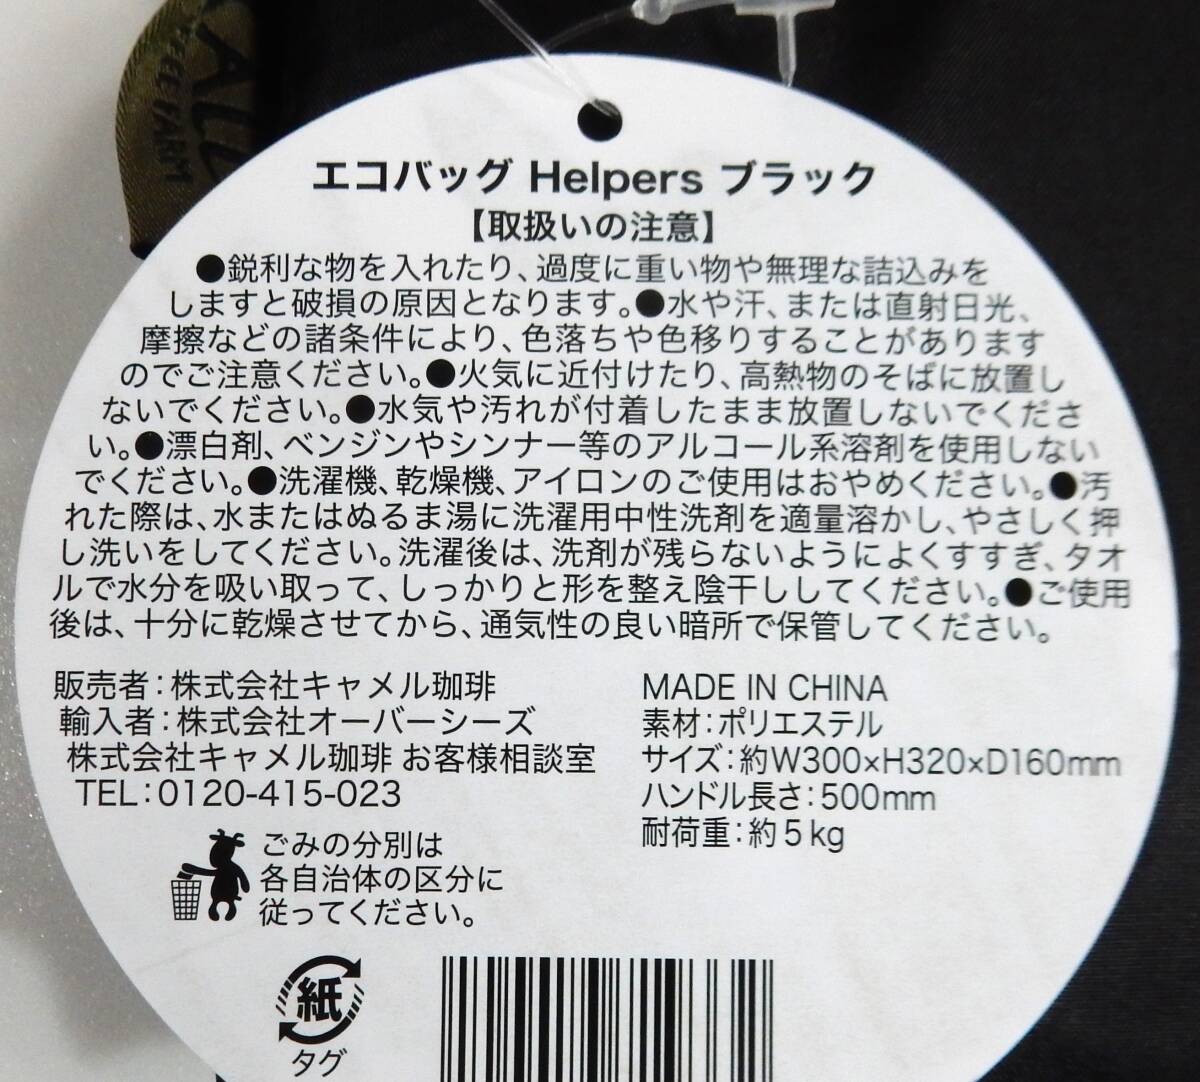 エコバッグ Helpers ブラック
【取扱いの注意】
●鋭利な物を入れたり、過度に重い物や無理な詰込みを
しますと破損の原因となります。●水や汗、または直射日光、
摩擦などの諸条件により、色落ちや色移りすることがあります
のでご注意ください。●火気に近付けたり、高熱物のそばに放置し
ないでください。●水気や汚れが付着したまま放置しないでくださ
い。●漂白剤、ベンジンやシンナー等のアルコール系溶剤を使用しない
でください。●洗濯機、乾燥機、アイロンのご使用はおやめください。●汚
れた際は、水またはぬるま湯に洗濯用中性洗剤を適量溶かし、やさしく押
し洗いをしてください。洗濯後は、洗剤が残らないようによくすすぎ、タオ
ルで水分を吸い取って、しっかりと形を整え陰干ししてください。●ご使用
後は、十分に乾燥させてから、通気性の良い暗所で保管してください。
販売者：株式会社キャメル珈琲
輸入者：株式会社オーバーシーズ
株式会社キャメル珈琲 お客様相談室
TEL：0120-415-023
MADE IN CHINA
素材：ポリエステル
サイズ：約W300×H320×D160mm
ハンドル長さ：500mm
耐荷重：約5kg
ごみの分別は
各自治体の区分に
従ってください。
紙
タグ
FARM